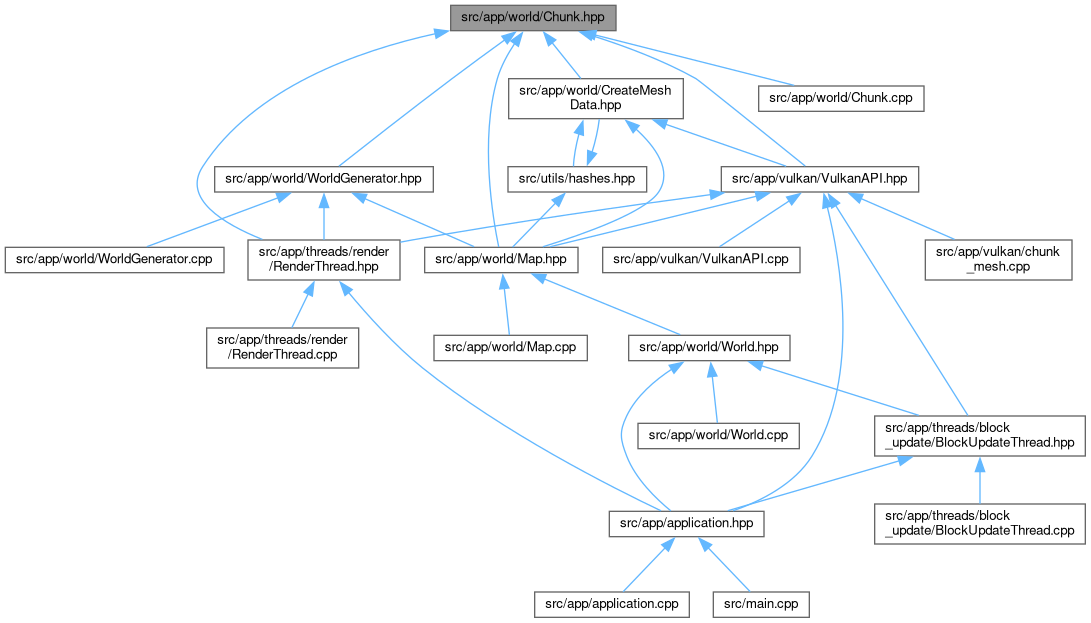 src/app/world/Chunk.hpp
src/app/world/CreateMesh
Data.hpp
src/app/world/Chunk.cpp
src/app/world/WorldGenerator.hpp
src/utils/hashes.hpp
src/app/vulkan/VulkanAPI.hpp
src/app/world/WorldGenerator.cpp
src/app/threads/render
/RenderThread.hpp
src/app/world/Map.hpp
src/app/vulkan/VulkanAPI.cpp
src/app/vulkan/chunk
_mesh.cpp
src/app/threads/render
/RenderThread.cpp
src/app/world/Map.cpp
src/app/world/World.hpp
src/app/world/World.cpp
src/app/threads/block
_update/BlockUpdateThread.hpp
src/app/application.hpp
src/app/threads/block
_update/BlockUpdateThread.cpp
src/app/application.cpp
src/main.cpp